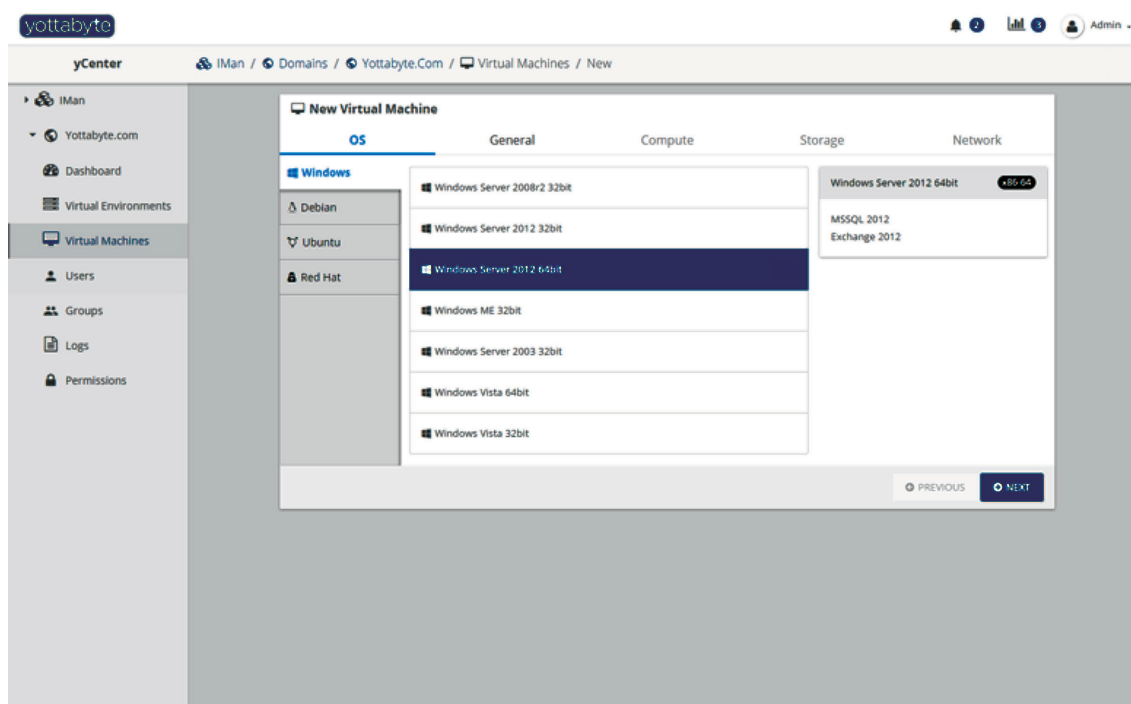 yottabyte
2
3
Admin
yCenter
IMan / Domains / Yottabyte.Com / Virtual Machines / New
IMan
Yottabyte.com
Dashboard
Virtual Environments
Virtual Machines
Users
Groups
Logs
Permissions
New Virtual Machine
OS General Compute Storage Network
Windows
Debian
Ubuntu
Red Hat
Windows Server 2008r2 32bit
Windows Server 2012 32bit
Windows Server 2012 64bit
Windows ME 32bit
Windows Server 2003 32bit
Windows Vista 64bit
Windows Vista 32bit
Windows Server 2012 64bit x86 64
MSSQL 2012
Exchange 2012
PREVIOUS NEXT